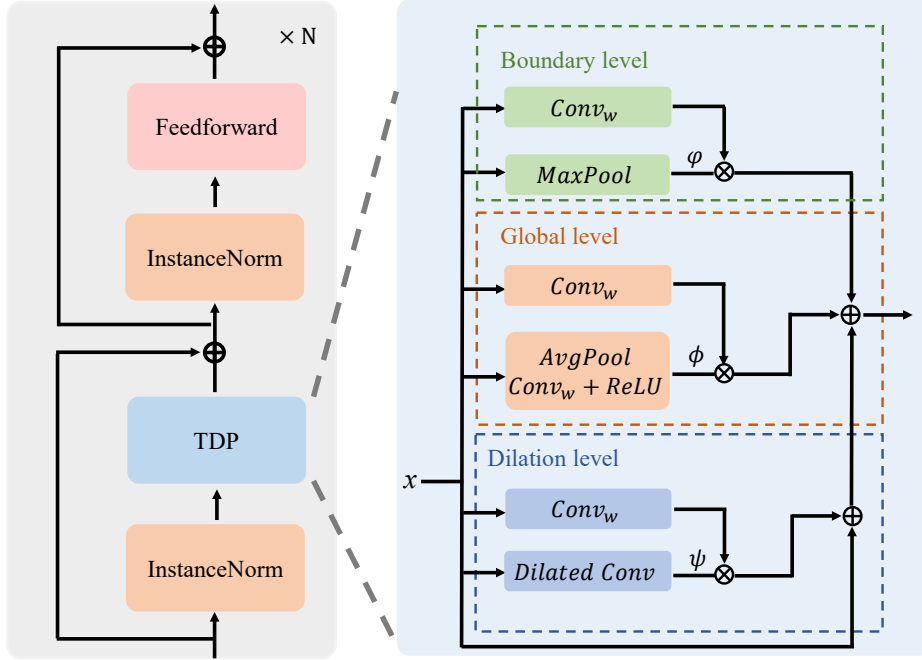 × N
Feedforward
InstanceNorm
TDP
InstanceNorm
Boundary level
Conv_w
MaxPool
φ
Global level
Conv_w
AvgPool
Conv_w + ReLU
ϕ
Dilation level
x
Conv_w
Dilated Conv
ψ